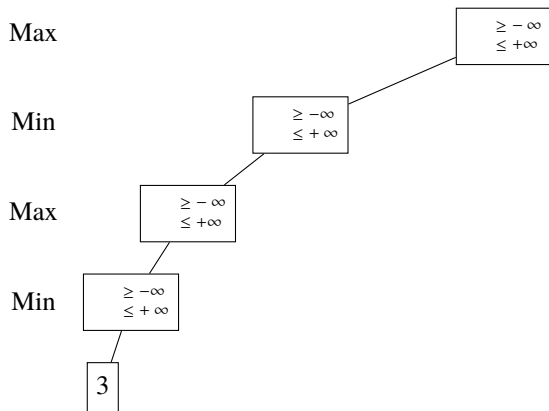 Max
≥ − ∞
≤ +∞
Min
≥ −∞
≤ + ∞
Max
≥ − ∞
≤ +∞
Min
≥ −∞
≤ + ∞
3